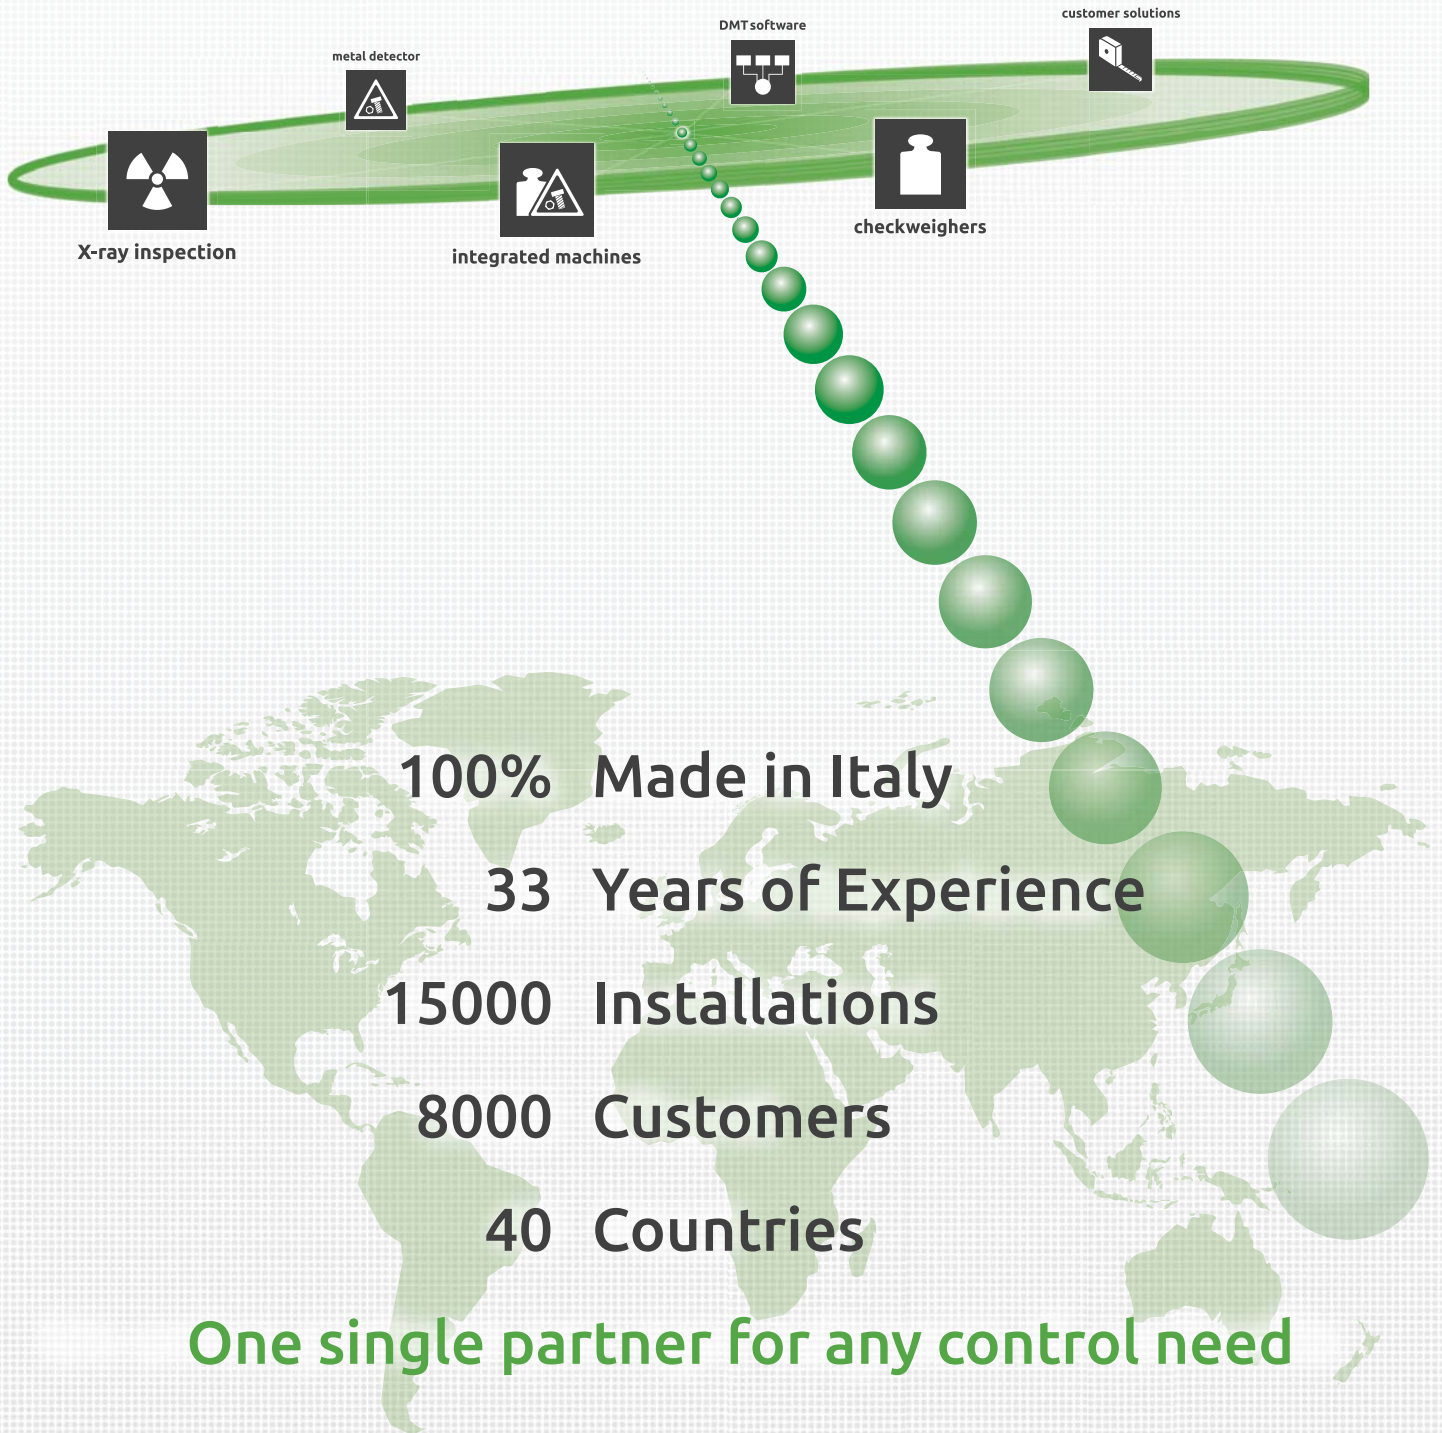 customer solutions
DMT software
metal detector
checkweighers
X-ray inspection
integrated machines
100% Made in Italy
33 Years of Experience
15000 Installations
8000 Customers
40 Countries
One single partner for any control need